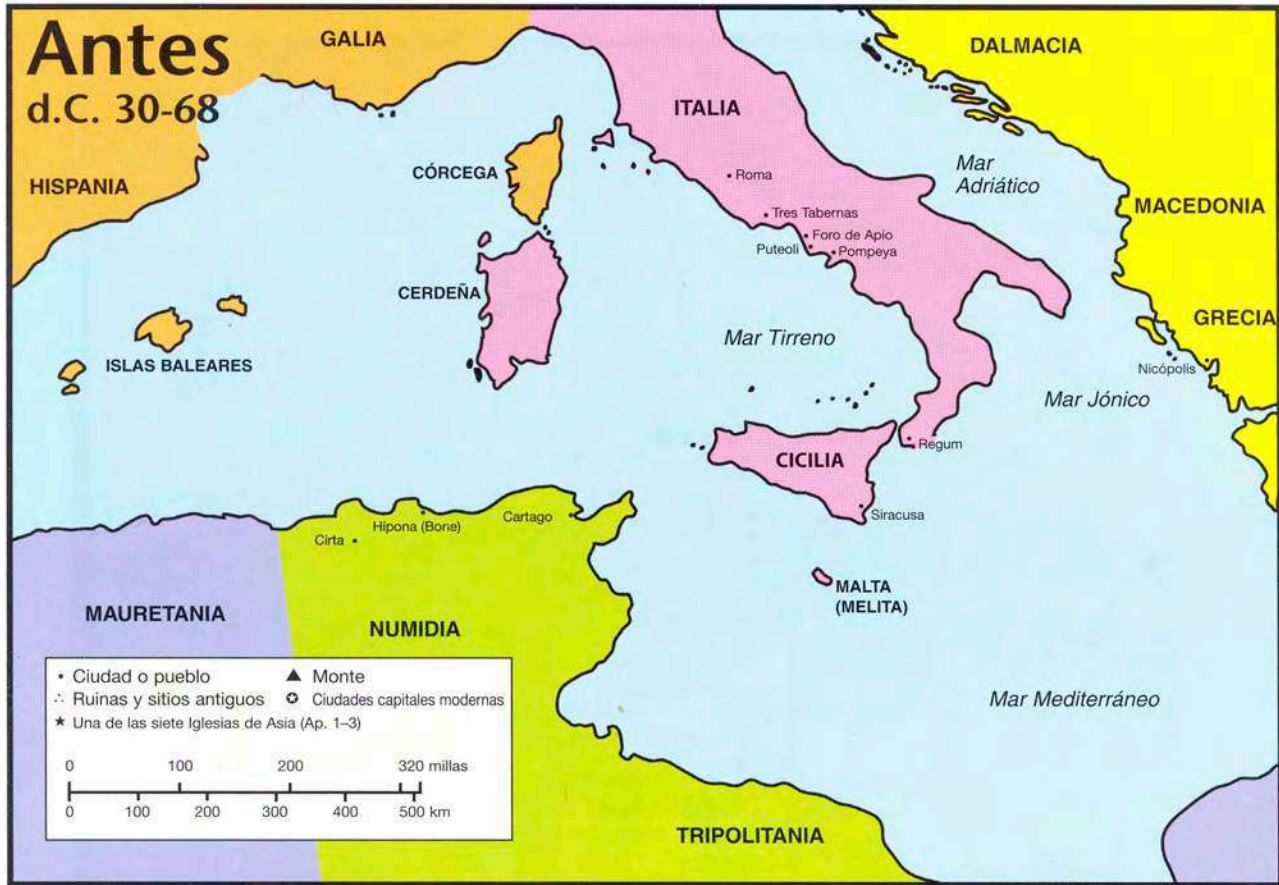 Antes
d.C. 30-68
GALIA
DALMACIA
ITALIA
HISPANIA
CÓRCEGA
Mar
Adriático
Roma
MACEDONIA
Tres Tabernas
Foro de Apio
Puteoli
Pompeya
CERDEÑA
GRECIA
Mar Tirreno
ISLAS BALEARES
Nicópolis
Mar Jónico
Regum
CICILIA
Siracusa
Hipona (Bone)
Cartago
Cirta
MALTA
(MELITA)
MAURETANIA
NUMIDIA
Mar Mediterráneo
Ciudad o pueblo
Monte
Ruinas y sitios antiguos
Ciudades capitales modernas
Una de las siete Iglesias de Asia (Ap. 1–3)
0 100 200 320 millas
0 100 200 300 400 500 km
TRIPOLITANIA